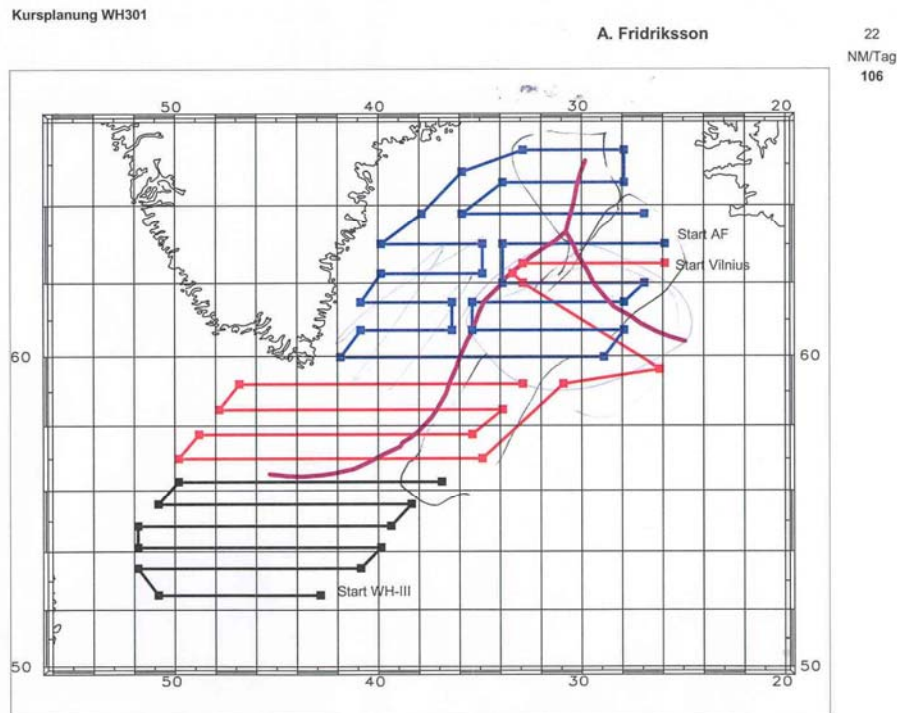 Kursplanung WH301
A. Fridriksson
22
NM/Tag
106
50 40 30 20
Start AF
Start Vilnius
60 60
Start WH-III
50 50
50 40 30 20